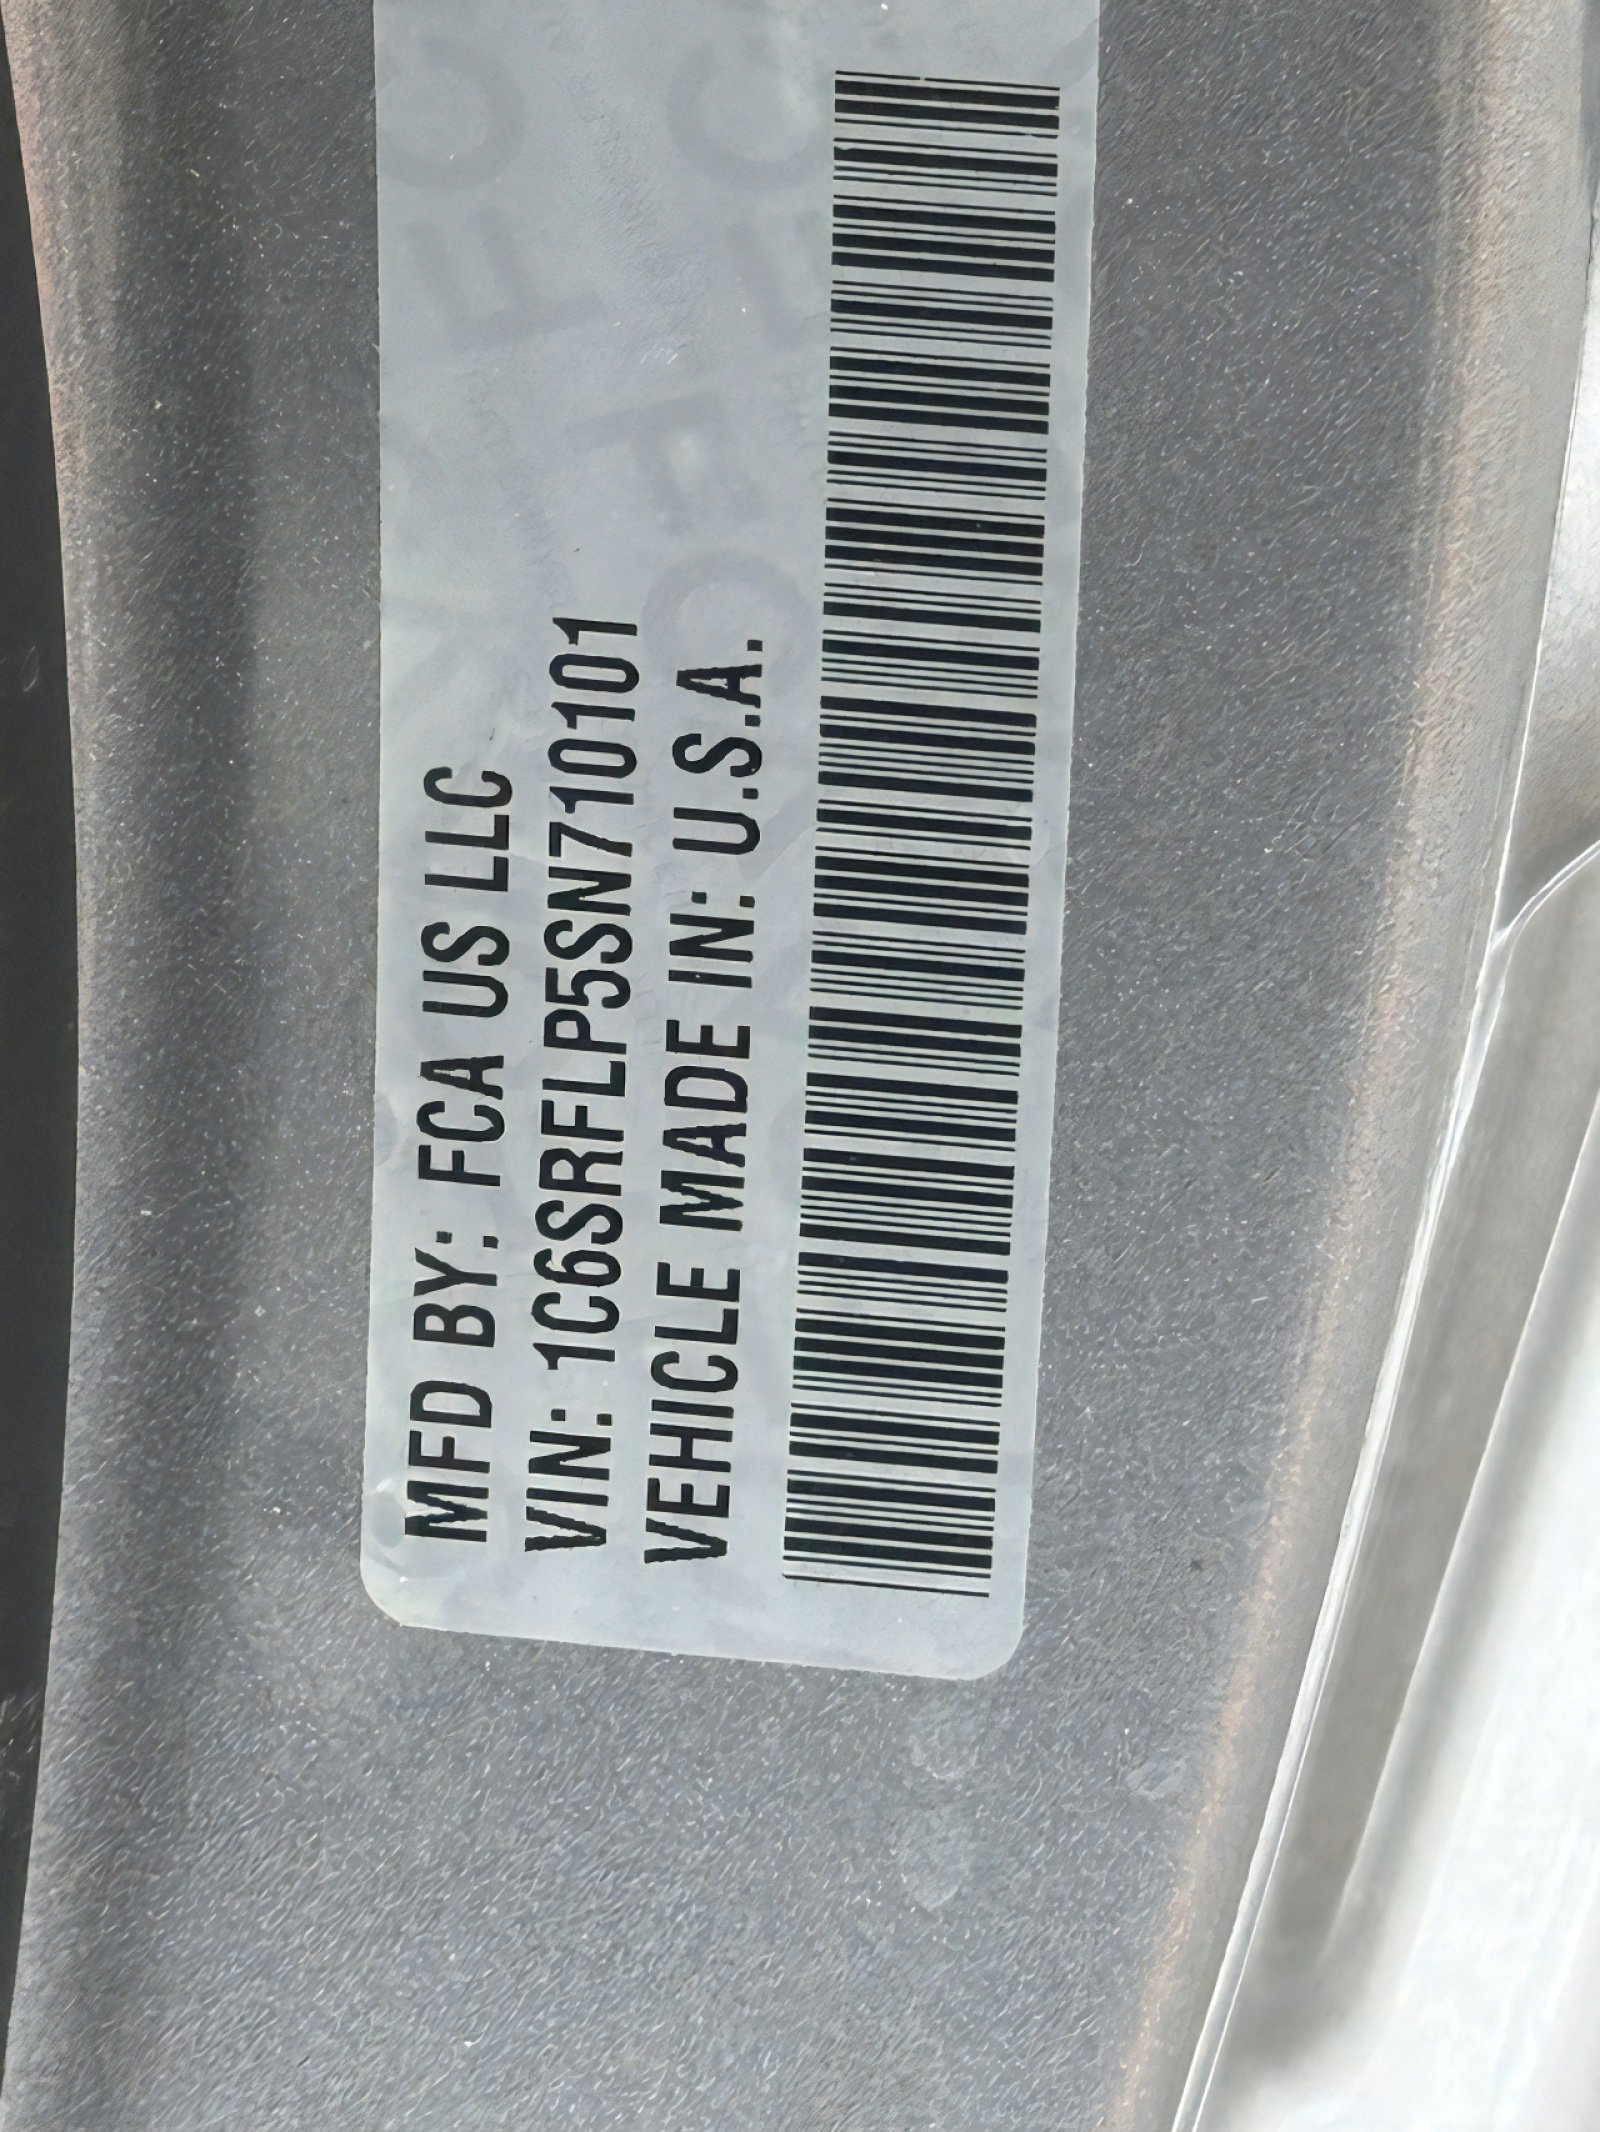 MFD BY: FCA US LLC
VIN: 1C6SRFLP5SN710101
VEHICLE MADE IN: U.S.A.